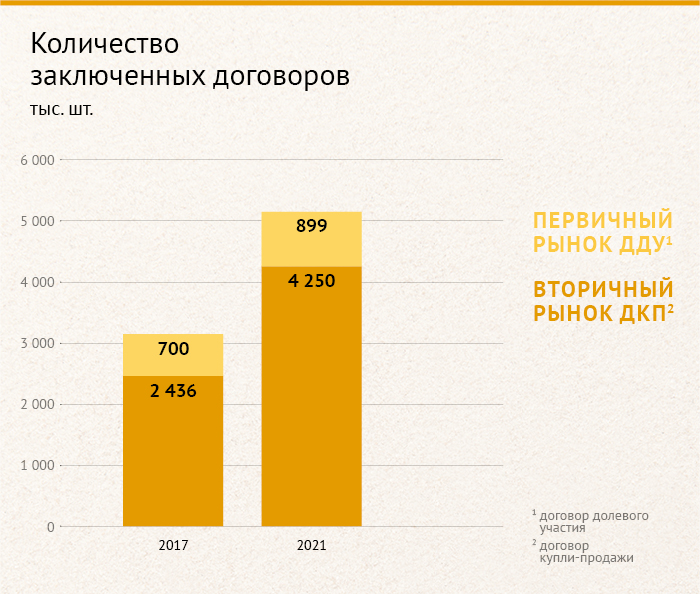 Количество
заключенных договоров
тыс. шт.
6 000
5 000
4 000
3 000
2 000
1 000
0
700
2 436
899
4 250
2017
2021
ПЕРВИЧНЫЙ
РЫНОК ДДУ¹
ВТОРИЧНЫЙ
РЫНОК ДКП²
¹ договор долевого
участия
² договор
купли-продажи